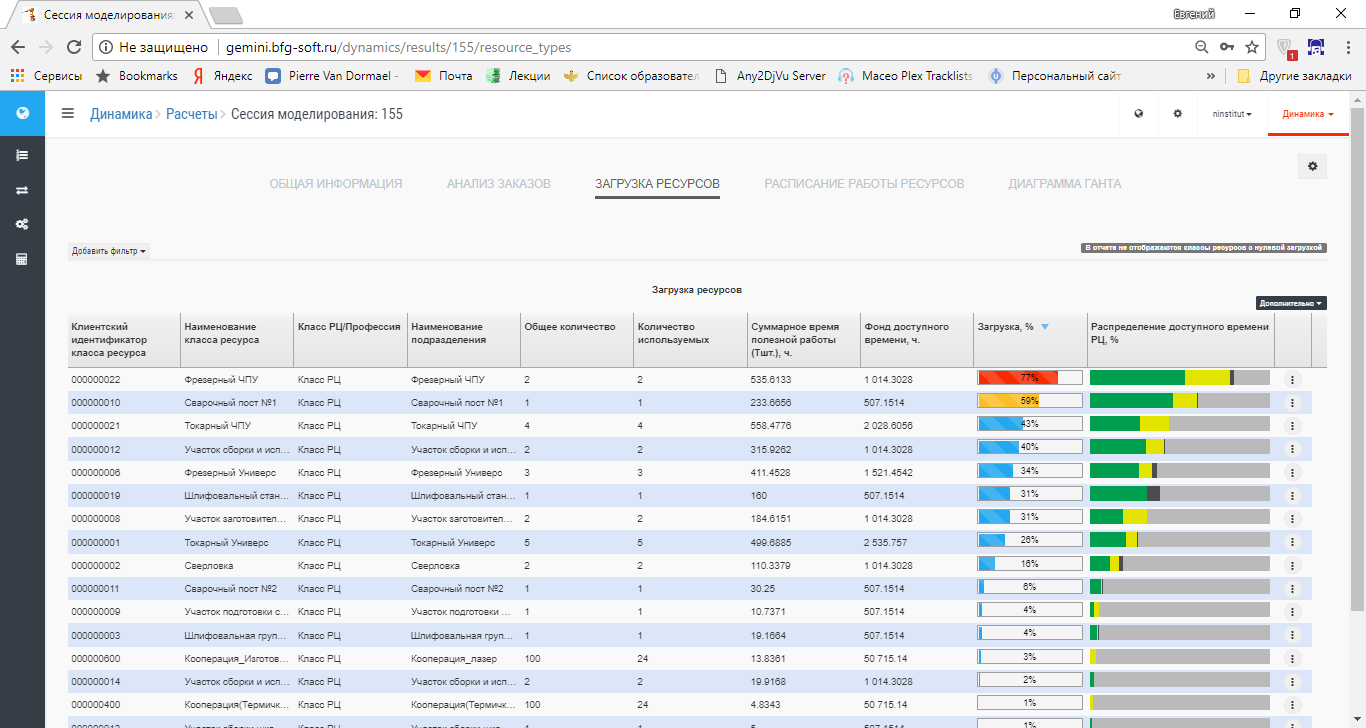 Сессия моделирования:
Евгений
Не защищено gemini.bfg-soft.ru/dynamics/results/155/resource_types
1
Сервисы Bookmarks Яндекс Pierre Van Dormael - Почта Лекции Список образовател Any2DjVu Server Maceo Plex Tracklists Персональный сайт » Другие закладки
Динамика > Расчеты > Сессия моделирования: 155
ninstitut Динамика
ОБЩАЯ ИНФОРМАЦИЯ АНАЛИЗ ЗАКАЗОВ ЗАГРУЗКА РЕСУРСОВ РАСПИСАНИЕ РАБОТЫ РЕСУРСОВ ДИАГРАММА ГАНТА
Добавить фильтр
В отчете не отображаются классы ресурсов с нулевой загрузкой
Загрузка ресурсов
Дополнительно
Клиентский идентификатор класса ресурса Наименование класса ресурса Класс РЦ/Профессия Наименование подразделения Общее количество Количество используемых Суммарное время полезной работы (Тшт.), ч. Фонд доступного времени, ч. Загрузка, % Распределение доступного времени РЦ, %
000000022 Фрезерный ЧПУ Класс РЦ Фрезерный ЧПУ 2 2 535.6133 1 014.3028 77%
000000010 Сварочный пост №1 Класс РЦ Сварочный пост №1 1 1 233.6656 507.1514 59%
000000021 Токарный ЧПУ Класс РЦ Токарный ЧПУ 4 4 558.4776 2 028.6056 43%
000000012 Участок сборки и исп... Класс РЦ Участок сборки и исп... 2 2 315.9262 1 014.3028 40%
000000006 Фрезерный Универс Класс РЦ Фрезерный Универс 3 3 411.4528 1 521.4542 34%
000000019 Шлифовальный стан... Класс РЦ Шлифовальный стан... 1 1 160 507.1514 31%
000000008 Участок заготовител... Класс РЦ Участок заготовител... 2 2 184.6151 1 014.3028 31%
000000001 Токарный Универс Класс РЦ Токарный Универс 5 5 499.6885 2 535.757 26%
000000002 Сверловка Класс РЦ Сверловка 2 2 110.3379 1 014.3028 16%
000000011 Сварочный пост №2 Класс РЦ Сварочный пост №2 1 1 30.25 507.1514 6%
000000009 Участок подготовки с... Класс РЦ Участок подготовки ... 1 1 10.7371 507.1514 4%
000000003 Шлифовальная груп... Класс РЦ Шлифовальная груп... 1 1 19.1664 507.1514 4%
000000600 Кооперация_Изготов... Класс РЦ Кооперация_лазер 100 24 13.8361 50 715.14 3%
000000014 Участок сборки и исп... Класс РЦ Участок сборки и исп... 2 2 19.9168 1 014.3028 2%
000000400 Кооперация(Термичк... Класс РЦ Кооперация(Термичк... 100 24 4.8343 50 715.14 1%
1%